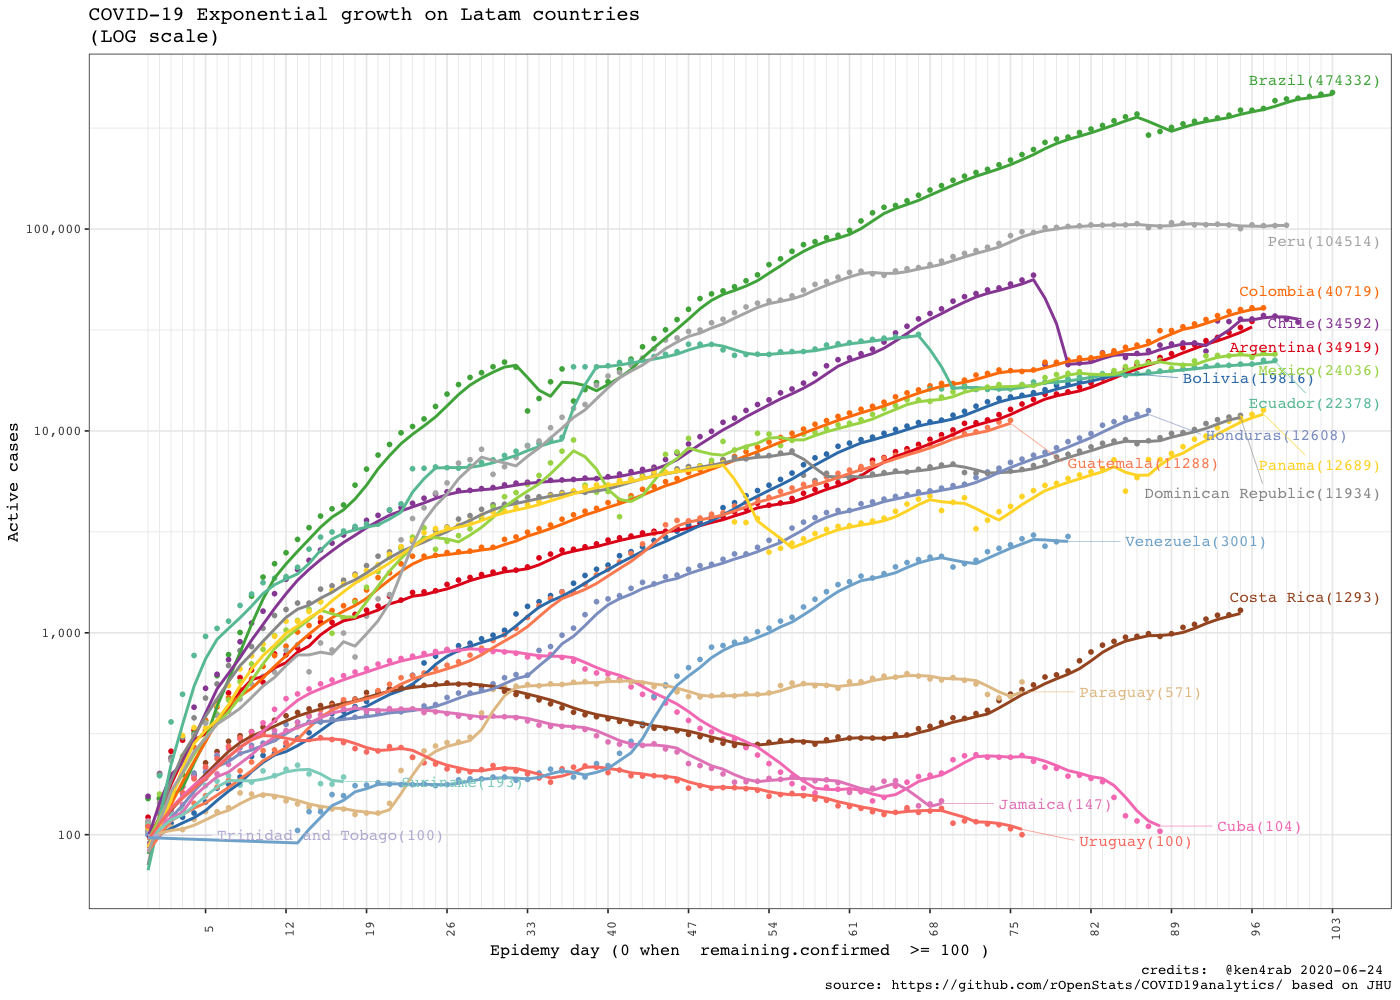 COVID-19 Exponential growth on Latam countries
(LOG scale)
Brazil(474332)
100,000
Peru(104514)
Colombia(40719)
Chile(34592)
Argentina(34919)
Mexico(24036)
Bolivia(19816)
Ecuador(22378)
10,000
Honduras(12608)
Guatemala(11288)
Panama(12689)
Dominican Republic(11934)
Active cases
Venezuela(3001)
Costa Rica(1293)
1,000
Paraguay(571)
Suriname(193)
Jamaica(147)
Cuba(104)
100
Trinidad and Tobago(100)
Uruguay(100)
5 12 19 26 33 40 47 54 61 68 75 82 89 96 103
Epidemy day (0 when remaining.confirmed >= 100 )
credits: @ken4rab 2020-06-24
source: https://github.com/rOpenStats/COVID19analytics/ based on JHU